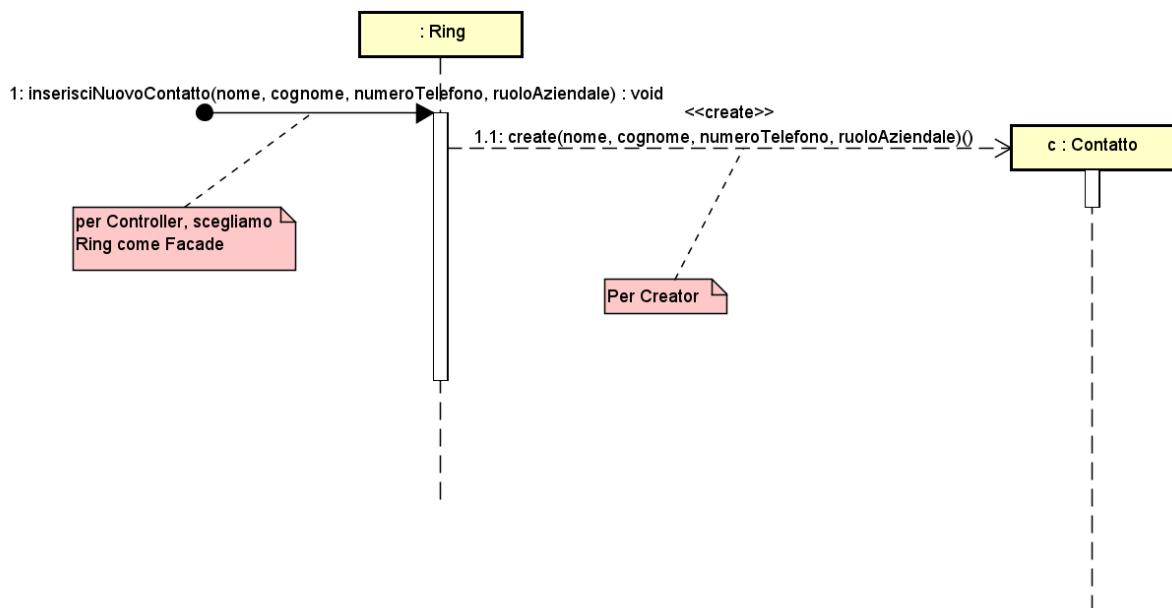 : Ring
1: inserisciNuovoContatto(nome, cognome, numeroTelefono, ruoloAziendale) : void
<<create>>
1.1: create(nome, cognome, numeroTelefono, ruoloAziendale)()
c : Contatto
per Controller, scegliamo
Ring come Facade
Per Creator